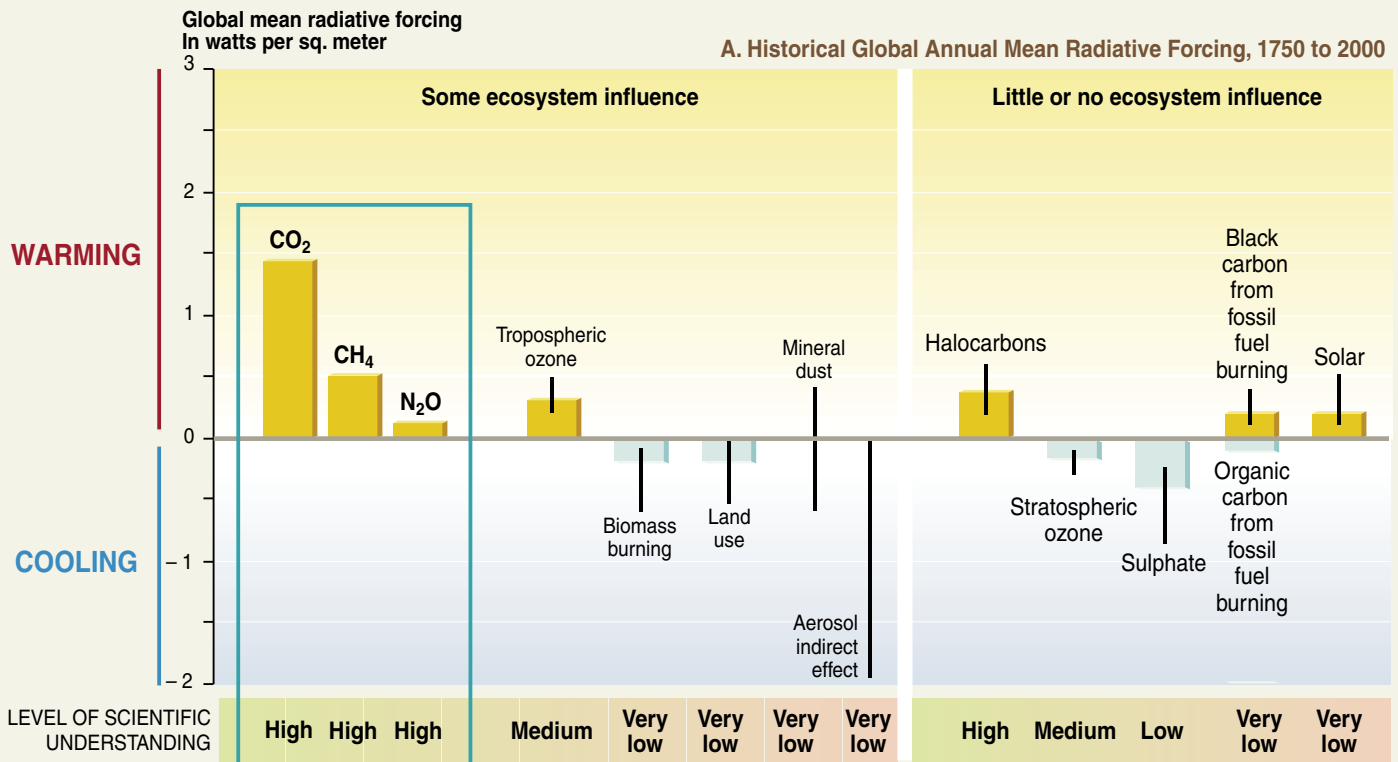 Global mean radiative forcing
In watts per sq. meter
A. Historical Global Annual Mean Radiative Forcing, 1750 to 2000
3
2
1
0
– 1
– 2
WARMING
COOLING
Some ecosystem influence
CO₂
CH₄
N₂O
Tropospheric
ozone
Biomass
burning
Land
use
Mineral
dust
Aerosol
indirect
effect
Little or no ecosystem influence
Halocarbons
Stratospheric
ozone
Sulphate
Black
carbon
from
fossil
fuel
burning
Organic
carbon
from
fossil
fuel
burning
Solar
LEVEL OF SCIENTIFIC
UNDERSTANDING
High
High
High
Medium
Very
low
Very
low
Very
low
Very
low
High
Medium
Low
Very
low
Very
low